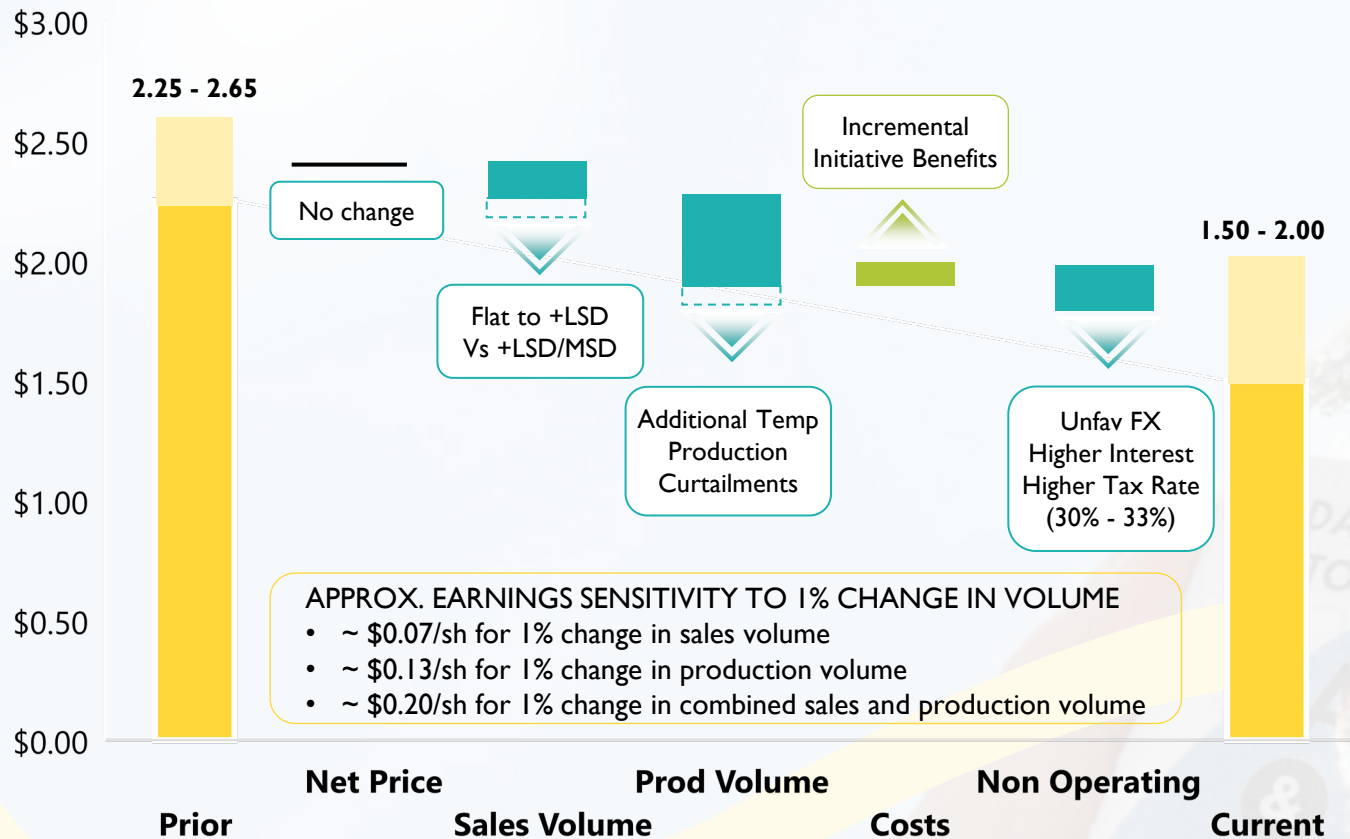 $3.00
$2.50
$2.00
$1.50
$1.00
$0.50
$0.00
2.25 - 2.65
No change
Flat to +LSD
Vs +LSD/MSD
Additional Temp
Production
Curtailments
Incremental
Initiative Benefits
Unfav FX
Higher Interest
Higher Tax Rate
(30% - 33%)
1.50 - 2.00
APPROX. EARNINGS SENSITIVITY TO 1% CHANGE IN VOLUME
• ~ $0.07/sh for 1% change in sales volume
• ~ $0.13/sh for 1% change in production volume
• ~ $0.20/sh for 1% change in combined sales and production volume
Prior
Net Price
Sales Volume
Prod Volume
Costs
Non Operating
Current
&